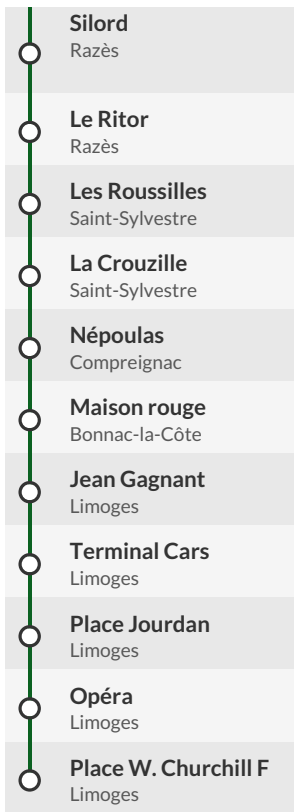 Silord
Razès
Le Ritor
Razès
Les Roussilles
Saint-Sylvestre
La Crouzille
Saint-Sylvestre
Népoulas
Compreignac
Maison rouge
Bonnac-la-Côte
Jean Gagnant
Limoges
Terminal Cars
Limoges
Place Jourdan
Limoges
Opéra
Limoges
Place W. Churchill F
Limoges